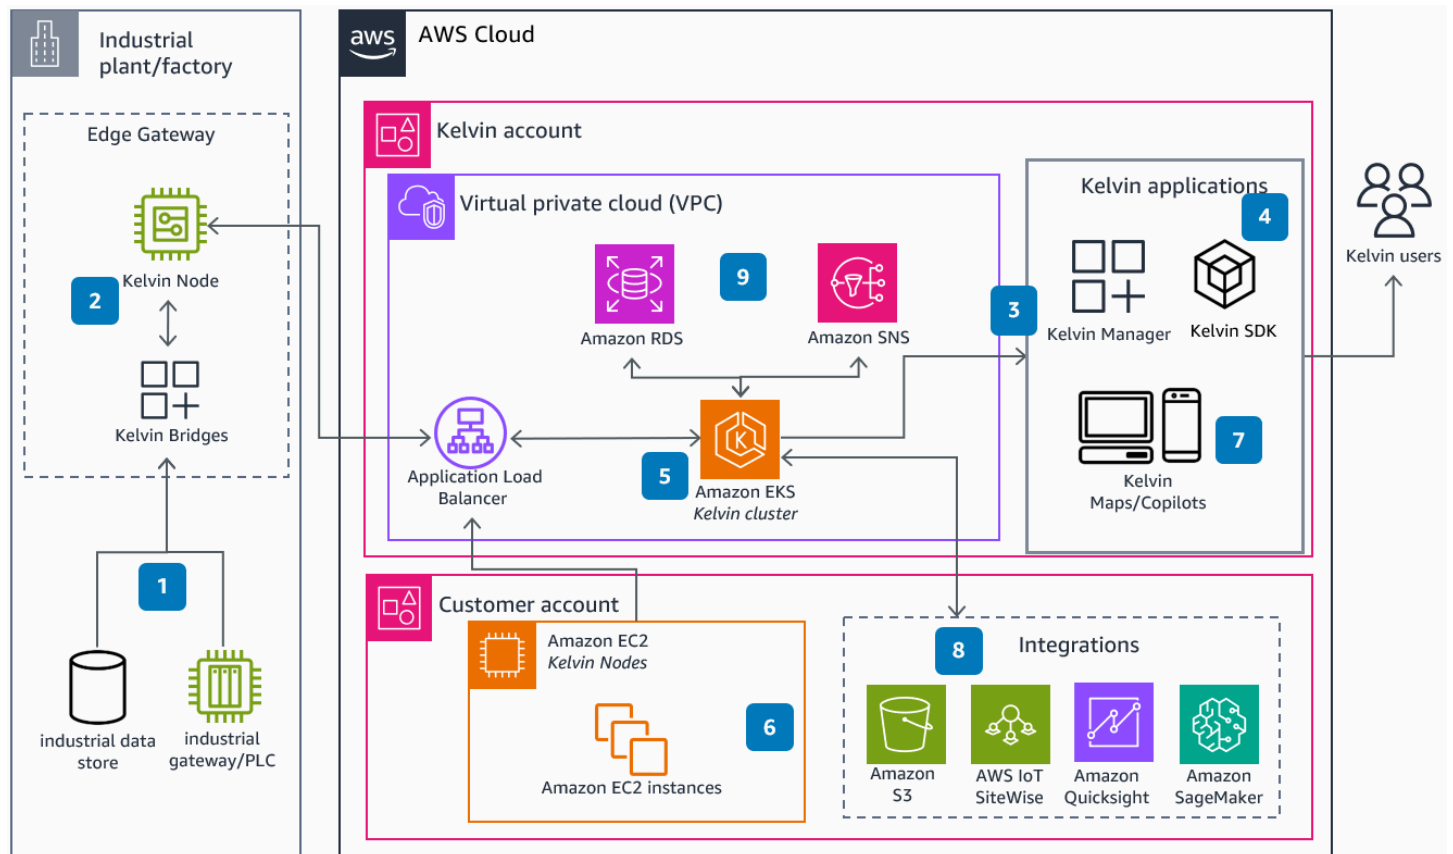 Industrial
plant/factory
Edge Gateway
Kelvin Node
2
Kelvin Bridges
1
industrial data
store
industrial
gateway/PLC
aws
AWS Cloud
Kelvin account
Virtual private cloud (VPC)
Amazon RDS
9
Amazon SNS
Application Load
Balancer
5
K
Amazon EKS
Kelvin cluster
3
Kelvin applications
4
Kelvin Manager
Kelvin SDK
7
Kelvin
Maps/Copilots
Kelvin users
Customer account
Amazon EC2
Kelvin Nodes
6
Amazon EC2 instances
8
Integrations
Amazon
S3
AWS IoT
SiteWise
Amazon
Quicksight
Amazon
SageMaker